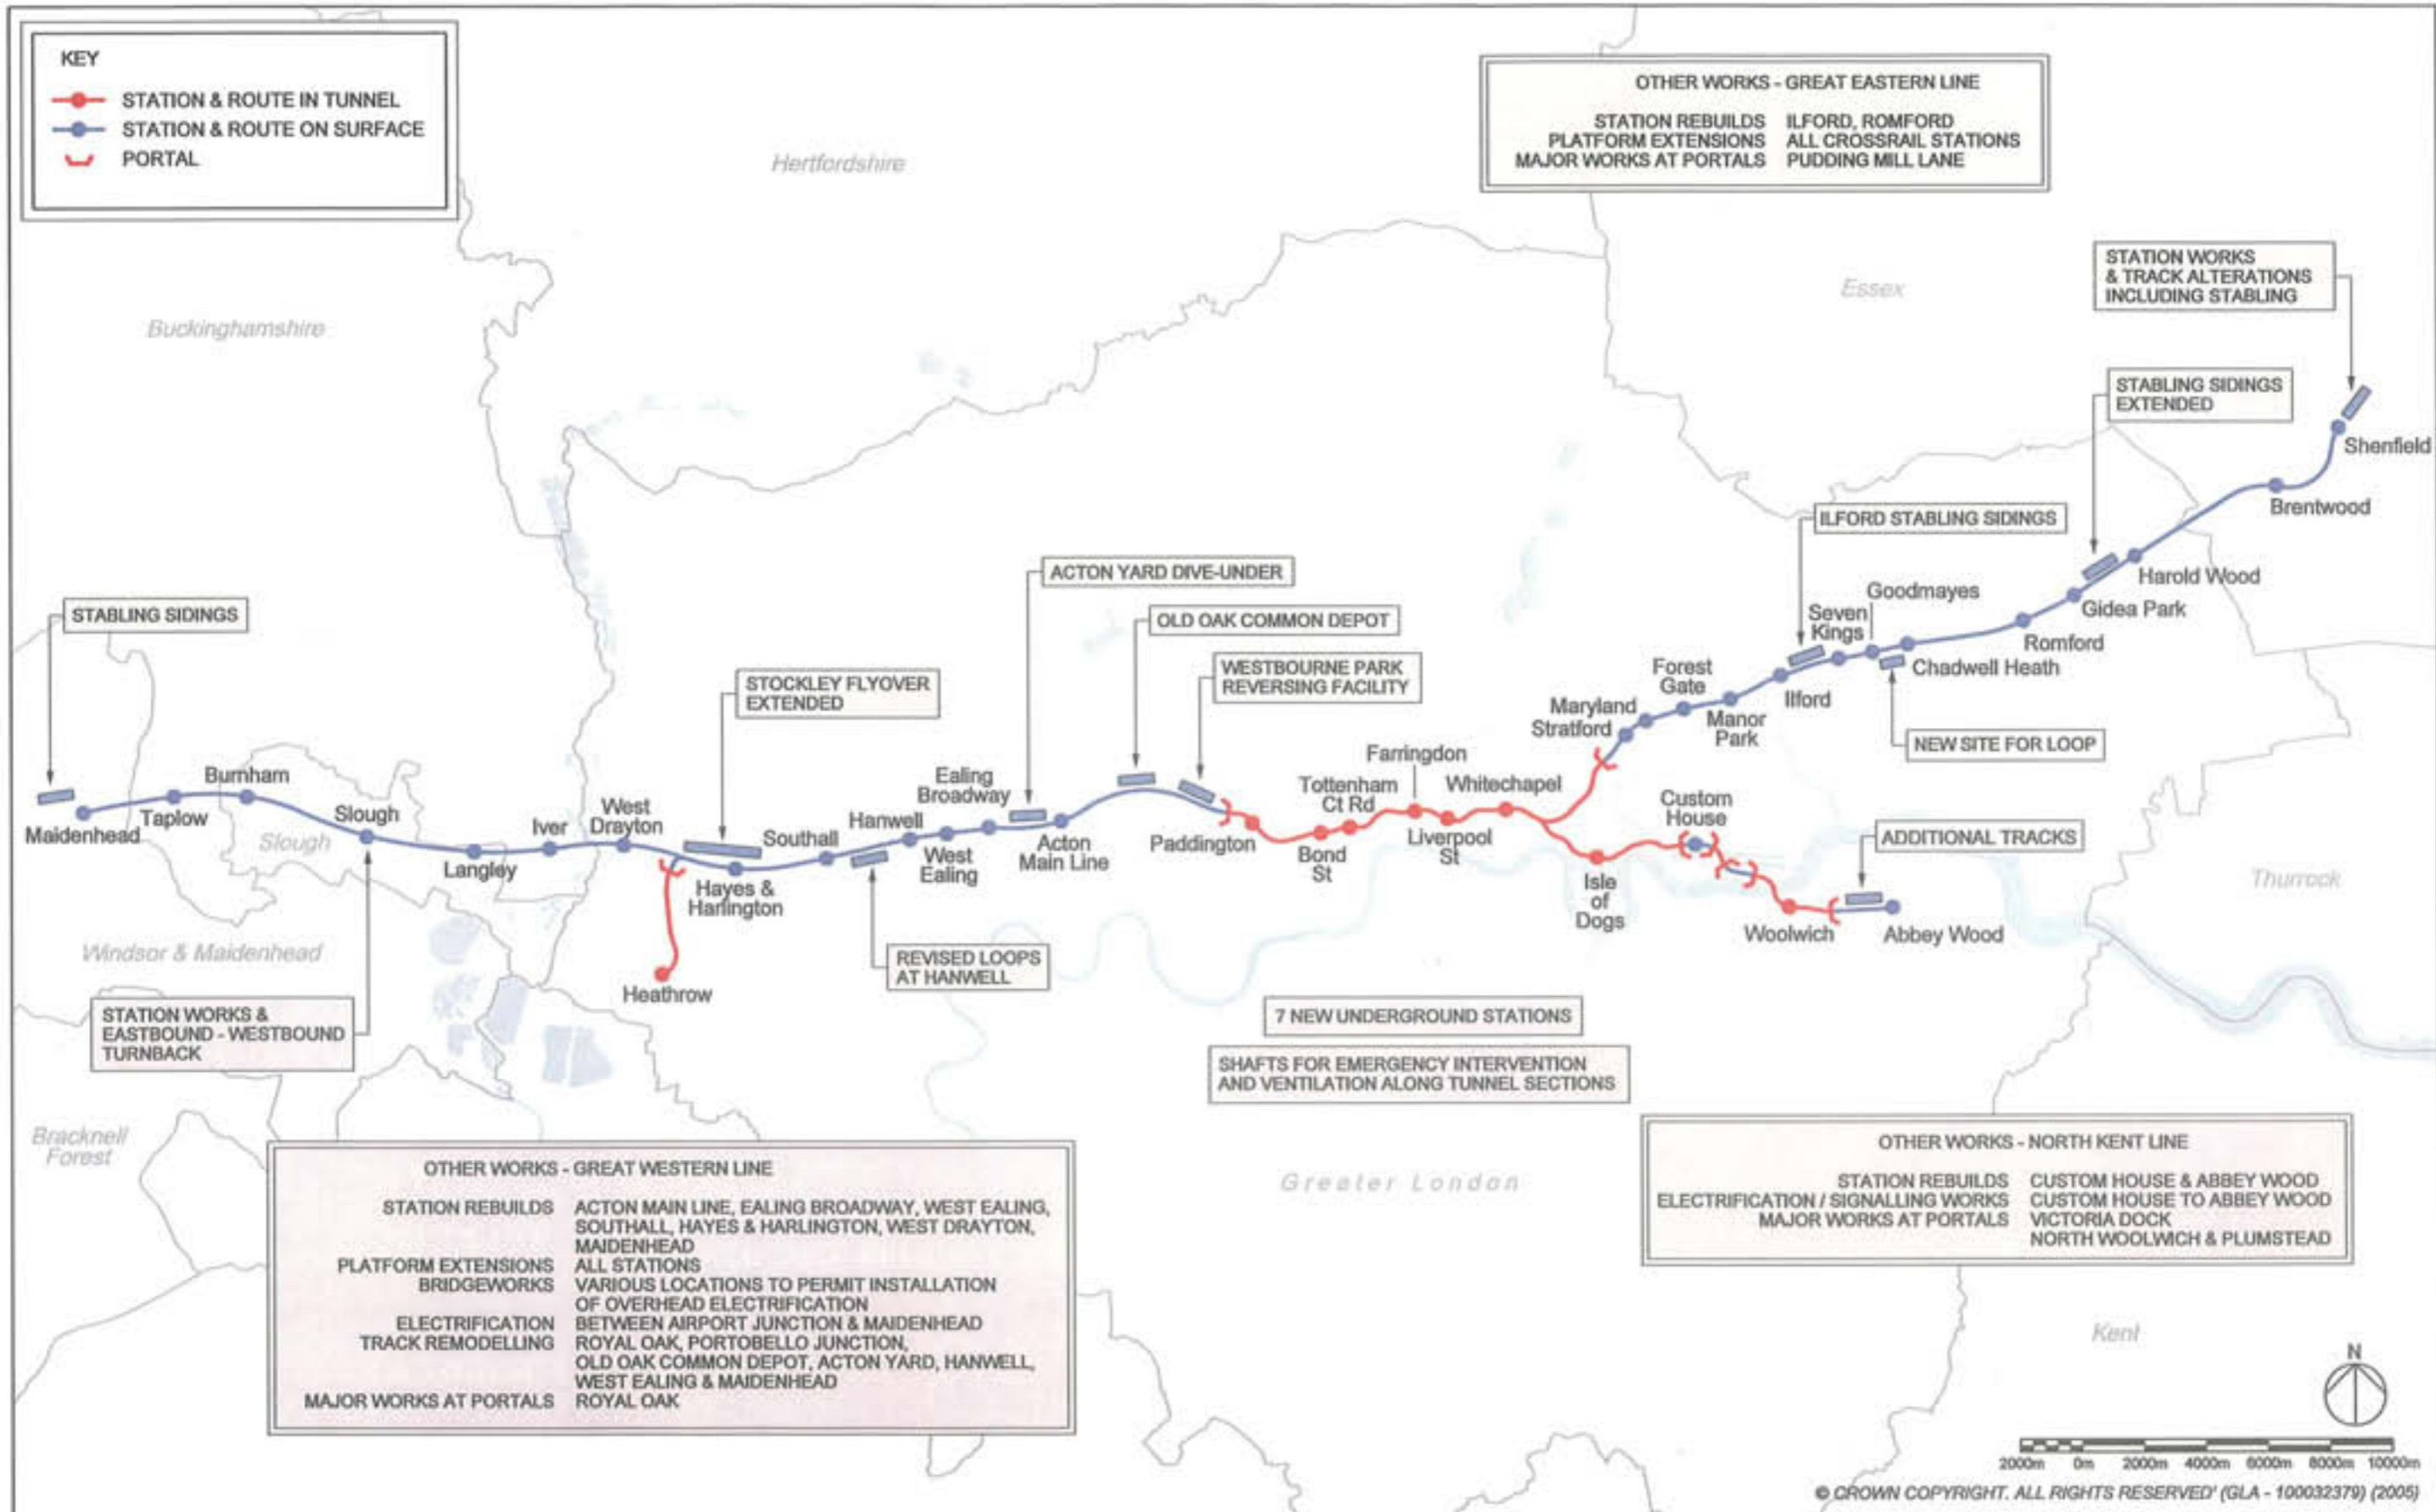 KEY
STATION & ROUTE IN TUNNEL
STATION & ROUTE ON SURFACE
PORTAL
OTHER WORKS - GREAT EASTERN LINE
STATION REBUILDS ILFORD, ROMFORD
PLATFORM EXTENSIONS ALL CROSSRAIL STATIONS
MAJOR WORKS AT PORTALS PUDDING MILL LANE
Hertfordshire
Buckinghamshire
Essex
STATION WORKS
& TRACK ALTERATIONS
INCLUDING STABLING
STABLING SIDINGS
EXTENDED
Shenfield
Brentwood
ILFORD STABLING SIDINGS
Harold Wood
Goodmayes
Gidea Park
Seven
Kings
Romford
Chadwell Heath
ACTON YARD DIVE-UNDER
OLD OAK COMMON DEPOT
WESTBOURNE PARK
REVERSING FACILITY
STABLING SIDINGS
STOCKLEY FLYOVER
EXTENDED
Forest
Gate
Ilford
Maryland
Stratford
Manor
Park
NEW SITE FOR LOOP
Farringdon
Whitechapel
Tottenham
Ct Rd
Burnham
Ealing
Broadway
Slough
West
Drayton
Iver
Hanwell
Southall
Custom
House
Maidenhead
Taplow
Slough
Langley
Hayes &
Harlington
West
Ealing
Acton
Main Line
Paddington
Bond
St
Liverpool
St
ADDITIONAL TRACKS
Isle
of
Dogs
Thurrock
Woolwich
Abbey Wood
Windsor & Maidenhead
REVISED LOOPS
AT HANWELL
Heathrow
STATION WORKS &
EASTBOUND - WESTBOUND
TURNBACK
7 NEW UNDERGROUND STATIONS
SHAFTS FOR EMERGENCY INTERVENTION
AND VENTILATION ALONG TUNNEL SECTIONS
Bracknell
Forest
Greater London
OTHER WORKS - GREAT WESTERN LINE
STATION REBUILDS ACTON MAIN LINE, EALING BROADWAY, WEST EALING,
SOUTHALL, HAYES & HARLINGTON, WEST DRAYTON,
MAIDENHEAD
PLATFORM EXTENSIONS ALL STATIONS
BRIDGEWORKS VARIOUS LOCATIONS TO PERMIT INSTALLATION
OF OVERHEAD ELECTRIFICATION
ELECTRIFICATION BETWEEN AIRPORT JUNCTION & MAIDENHEAD
TRACK REMODELLING ROYAL OAK, PORTOBELLO JUNCTION,
OLD OAK COMMON DEPOT, ACTON YARD, HANWELL,
WEST EALING & MAIDENHEAD
MAJOR WORKS AT PORTALS ROYAL OAK
OTHER WORKS - NORTH KENT LINE
STATION REBUILDS CUSTOM HOUSE & ABBEY WOOD
ELECTRIFICATION / SIGNALLING WORKS CUSTOM HOUSE TO ABBEY WOOD
MAJOR WORKS AT PORTALS VICTORIA DOCK
NORTH WOOLWICH & PLUMSTEAD
Kent
N
2000m 0m 2000m 4000m 6000m 8000m 10000m
© CROWN COPYRIGHT. ALL RIGHTS RESERVED' (GLA - 100032379) (2005)